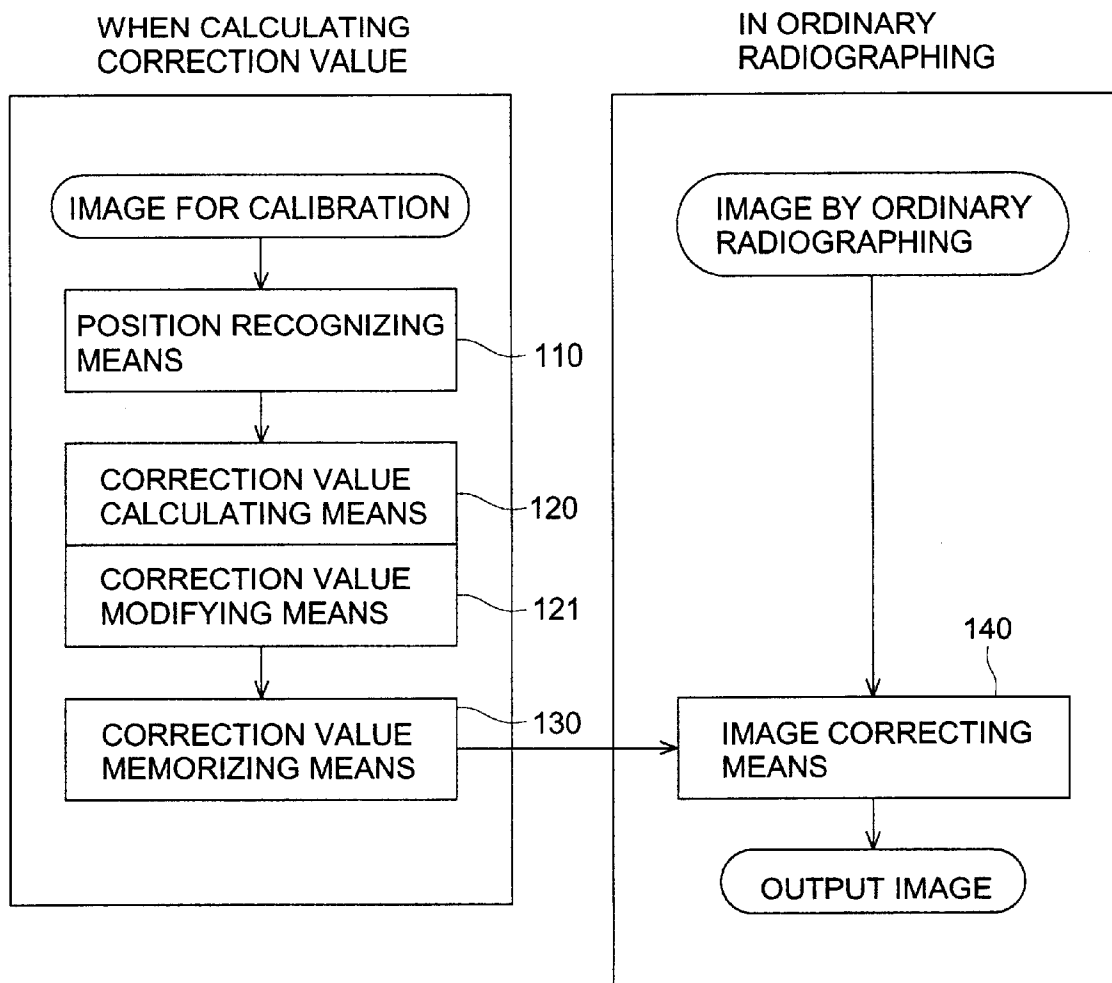 WHEN CALCULATING
CORRECTION VALUE
IMAGE FOR CALIBRATION
POSITION RECOGNIZING
MEANS
110
CORRECTION VALUE
CALCULATING MEANS
120
CORRECTION VALUE
MODIFYING MEANS
121
CORRECTION VALUE
MEMORIZING MEANS
130
IN ORDINARY
RADIOGRAPHING
IMAGE BY ORDINARY
RADIOGRAPHING
140
IMAGE CORRECTING
MEANS
OUTPUT IMAGE